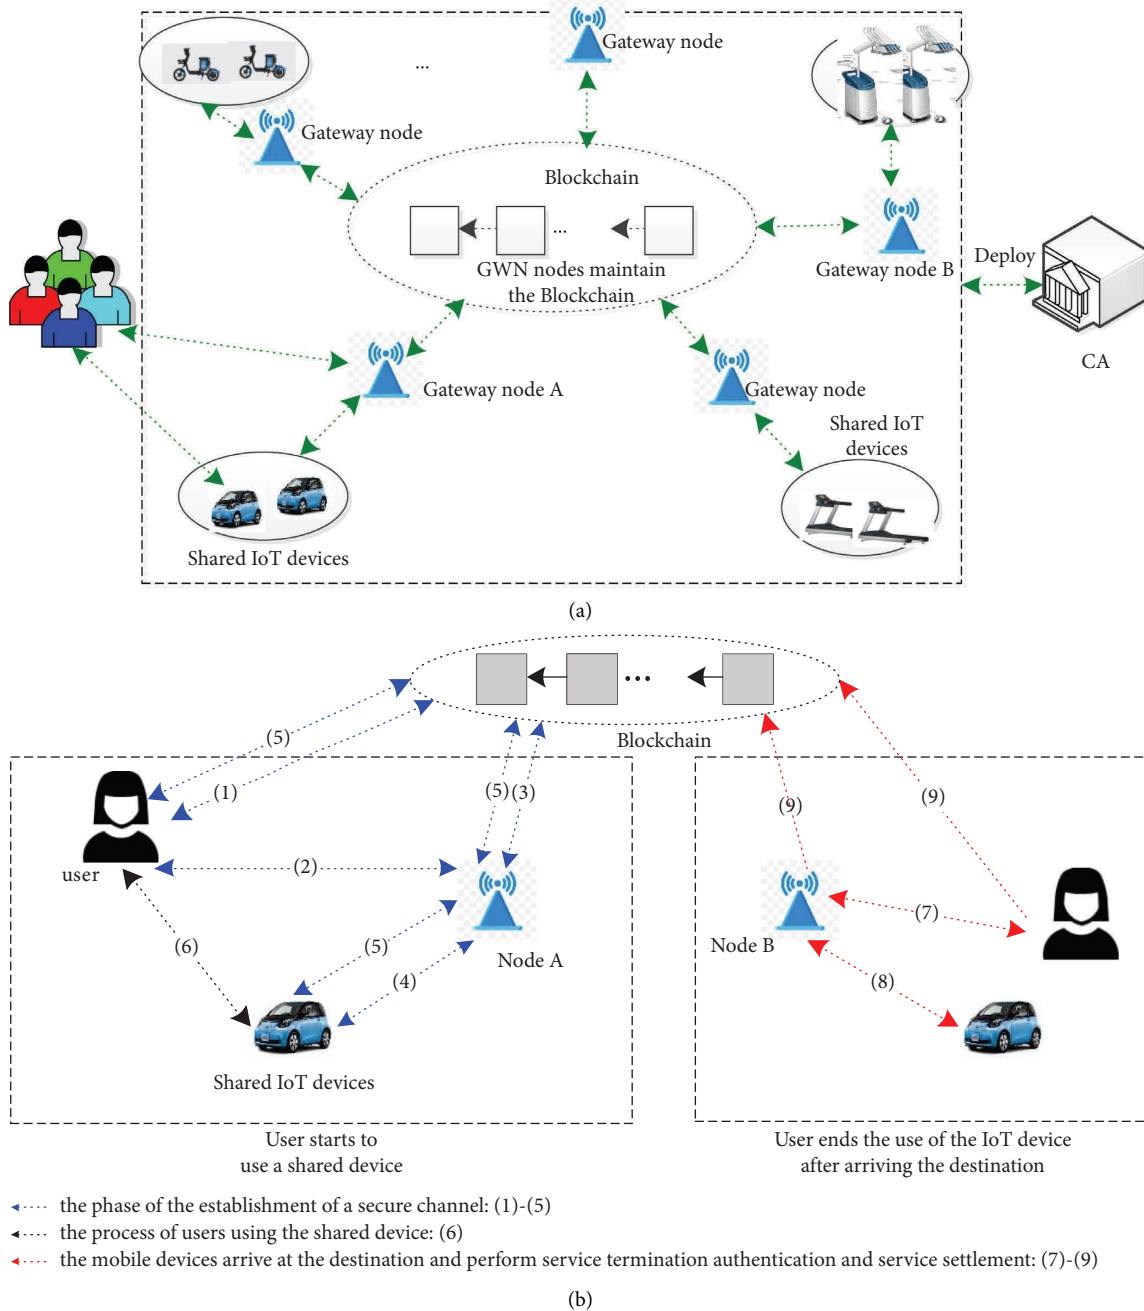 Gateway node
...
Gateway node
Blockchain
...
GWN nodes maintain
the Blockchain
Gateway node B
Deploy
CA
Gateway node A
Gateway node
Shared IoT
devices
Shared IoT devices
(a)
Blockchain
(5)
(1)
(5)
(3)
(2)
user
(6)
(5)
(4)
Node A
Shared IoT devices
(9)
(9)
(7)
Node B
(8)
User starts to
use a shared device
User ends the use of the IoT device
after arriving the destination
the phase of the establishment of a secure channel: (1)-(5)
the process of users using the shared device: (6)
the mobile devices arrive at the destination and perform service termination authentication and service settlement: (7)-(9)
(b)